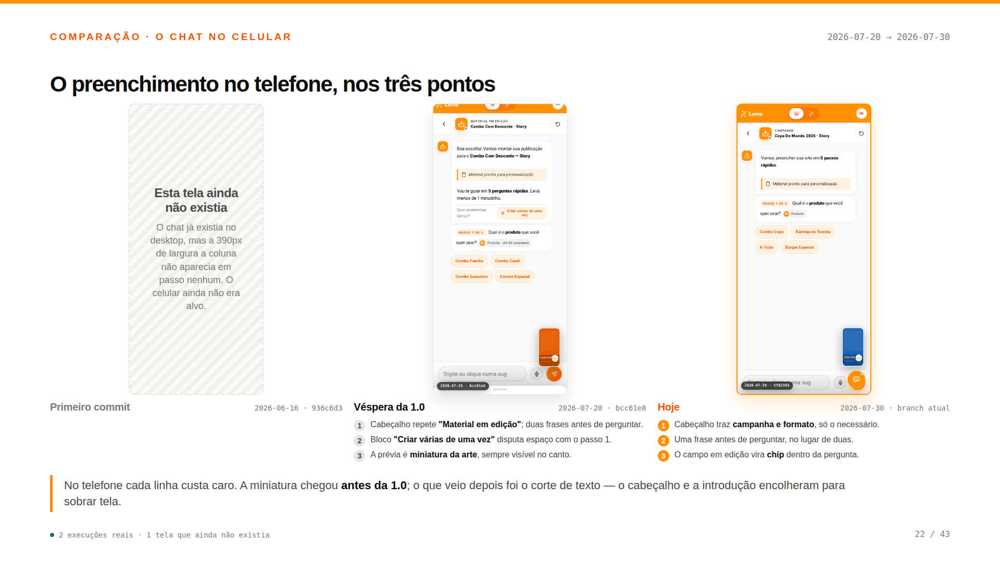 COMPARAÇÃO · O CHAT NO CELULAR
2026-07-20 → 2026-07-30
O preenchimento no telefone, nos três pontos
Esta tela ainda
não existia
O chat já existia no
desktop, mas a 390px
de largura a coluna
não aparecia em
passo nenhum. O
celular ainda não era
alvo.
Luma
MATERIAL EM EDIÇÃO
Combo Com Desconto · Story
Boa escolha! Vamos montar sua publicação
para o Combo Com Desconto — Story.
Material pronto para personalização.
Vou te guiar em 5 perguntas rápidas. Leva
menos de 1 minutinho.
Quer economizar
tempo?
Criar várias de uma
vez
PASSO 1 DE 5 Qual é o produto que você
quer usar? Aa Produto · até 32 caracteres
Combo Família Combo Casal
Combo Executivo Combo Especial
Digite ou clique numa sug
2026-07-20 · bcc61e8
Luma
DE
CAMPANHA
Copa Do Mundo 2026 · Story
Vamos preencher sua arte em 5 passos
rápidos.
Material pronto para personalização.
PASSO 1 DE 5 Qual é o produto que você
quer usar? Aa Produto
Combo Copa Bandeja da Torcida
X-Tudo Burger Especial
numa sug
2026-07-30 · 5f82363
Primeiro commit
2026-06-16 · 936c6d3
Véspera da 1.0
2026-07-20 · bcc61e8
1 Cabeçalho repete "Material em edição"; duas frases antes de perguntar.
2 Bloco "Criar várias de uma vez" disputa espaço com o passo 1.
3 A prévia é miniatura da arte, sempre visível no canto.
Hoje
2026-07-30 · branch atual
1 Cabeçalho traz campanha e formato, só o necessário.
2 Uma frase antes de perguntar, no lugar de duas.
3 O campo em edição vira chip dentro da pergunta.
No telefone cada linha custa caro. A miniatura chegou antes da 1.0; o que veio depois foi o corte de texto — o cabeçalho e a introdução encolheram para
sobrar tela.
2 execuções reais · 1 tela que ainda não existia
22 / 43